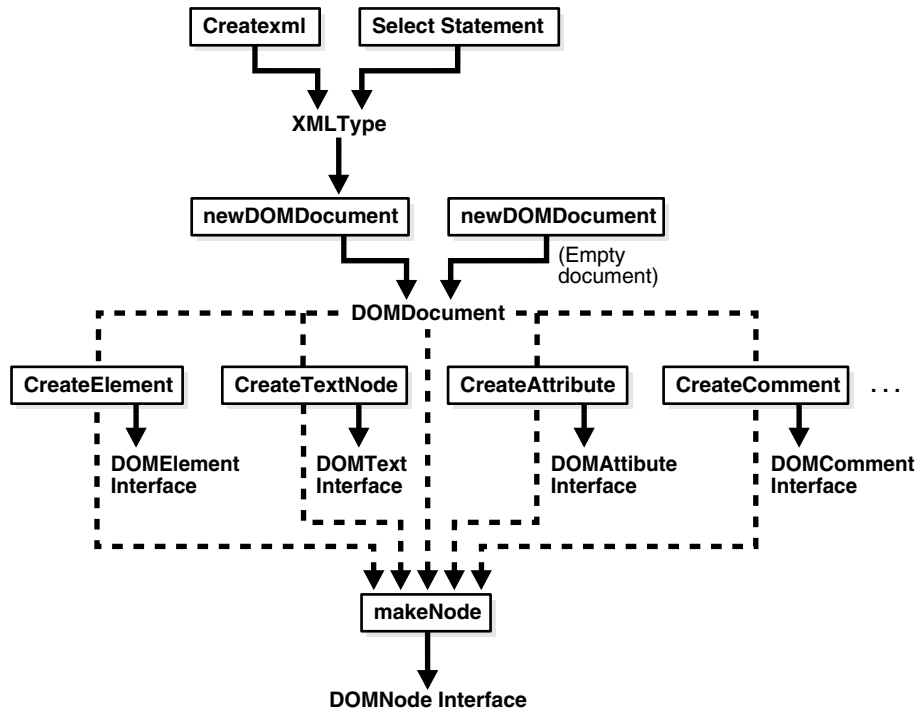 Createxml
Select Statement
XMLType
newDOMDocument
newDOMDocument
(Empty
document)
DOMDocument
CreateElement
CreateTextNode
CreateAttribute
CreateComment
. . .
DOMElement
Interface
DOMText
Interface
DOMAttibute
Interface
DOMComment
Interface
makeNode
DOMNode Interface